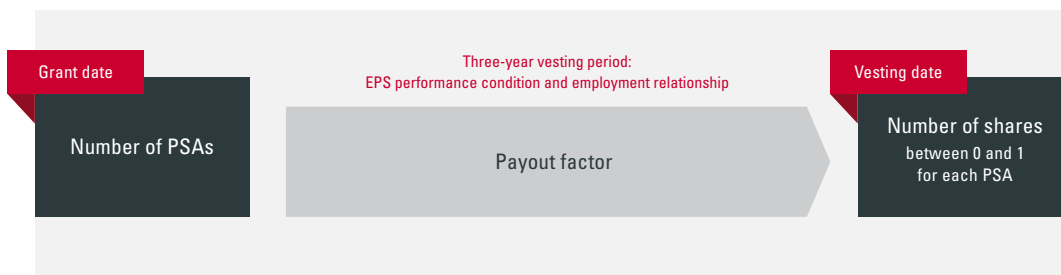 Grant date
Number of PSAs
Three-year vesting period:
EPS performance condition and employment relationship
Payout factor
Vesting date
Number of shares
between 0 and 1
for each PSA